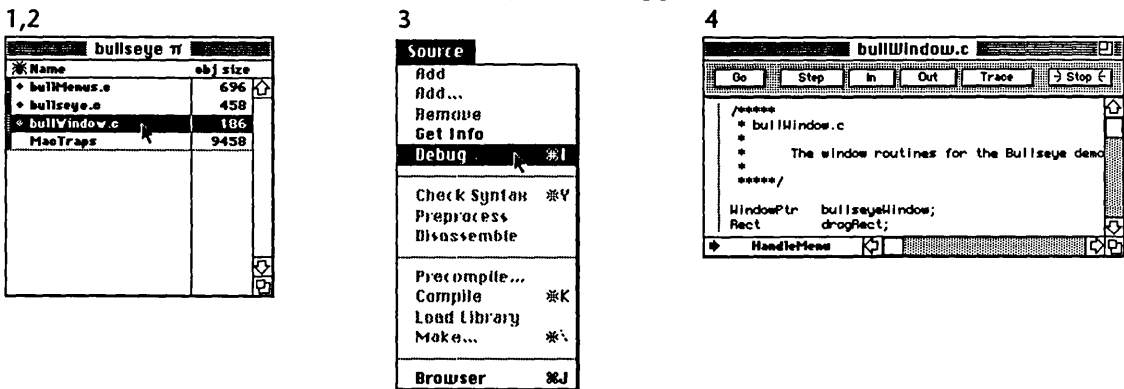 1,2
bullseye π
Name obj size
bullMenus.c 696
bullseye.c 458
bullWindow.c 186
MacTraps 9458
3
Source
Add
Add...
Remove
Get Info
Debug ⌘I
Check Syntax ⌘Y
Preprocess
Disassemble
Precompile...
Compile ⌘K
Load Library
Make... ⌘\
Browser ⌘J
4
bullWindow.c
Go Step In Out Trace Stop
/*****
* bullWindow.c
*
* The window routines for the Bullseye demo
*
*****/
WindowPtr bullseyeWindow;
Rect dragRect;
HandleMenu